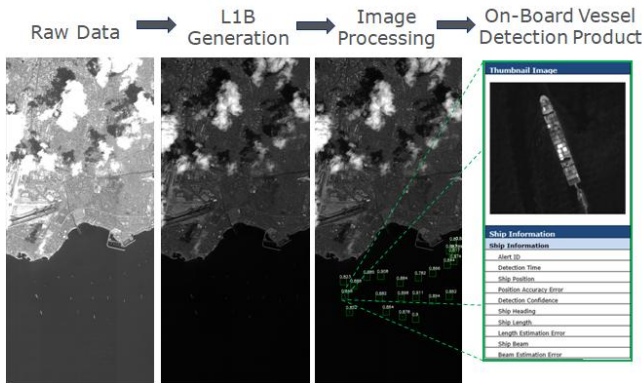 Raw Data
L1B
Generation
Image
Processing
On-Board Vessel
Detection Product
Thumbnail Image
Ship Information
Ship Information
Alert ID
Detection Time
Ship Position
Position Accuracy Error
Detection Confidence
Ship Heading
Ship Length
Length Estimation Error
Ship Beam
Beam Estimation Error